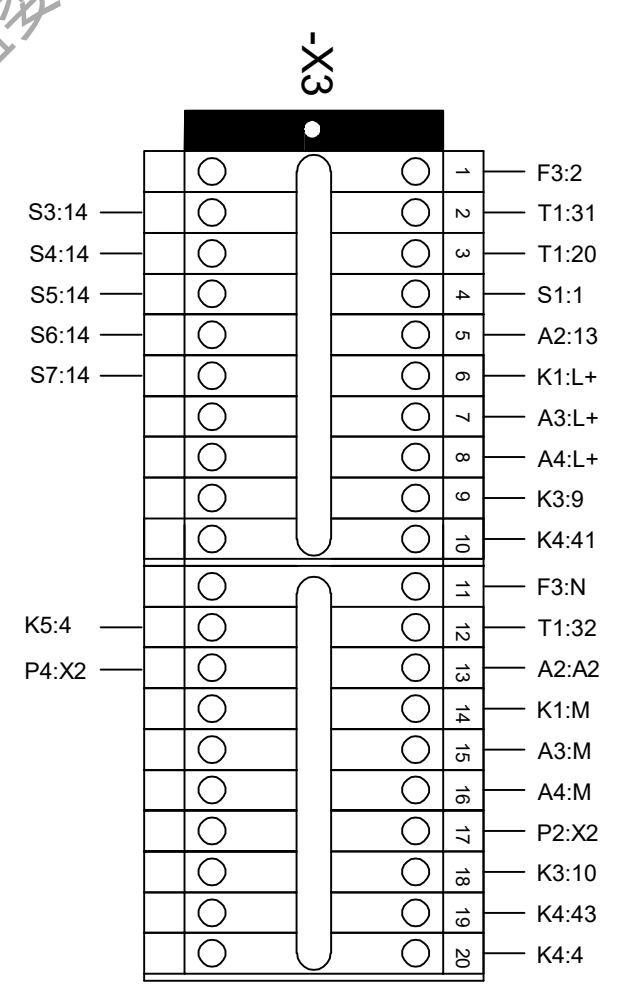 -X3
1 F3:2
S3:14 2 T1:31
S4:14 3 T1:20
S5:14 4 S1:1
S6:14 5 A2:13
S7:14 6 K1:L+
7 A3:L+
8 A4:L+
9 K3:9
10 K4:41
11 F3:N
K5:4 12 T1:32
P4:X2 13 A2:A2
14 K1:M
15 A3:M
16 A4:M
17 P2:X2
18 K3:10
19 K4:43
20 K4:4